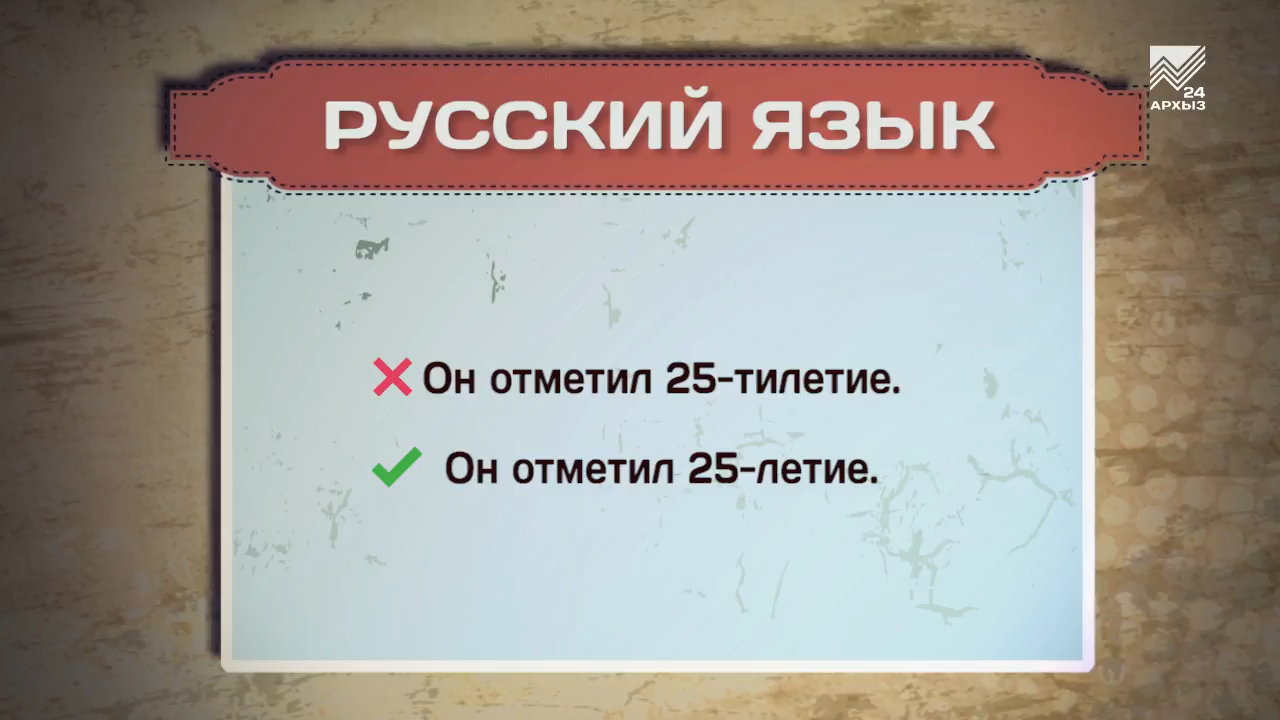 РУССКИЙ ЯЗЫК
24
АРХЫЗ
Он отметил 25-тилетие.
Он отметил 25-летие.